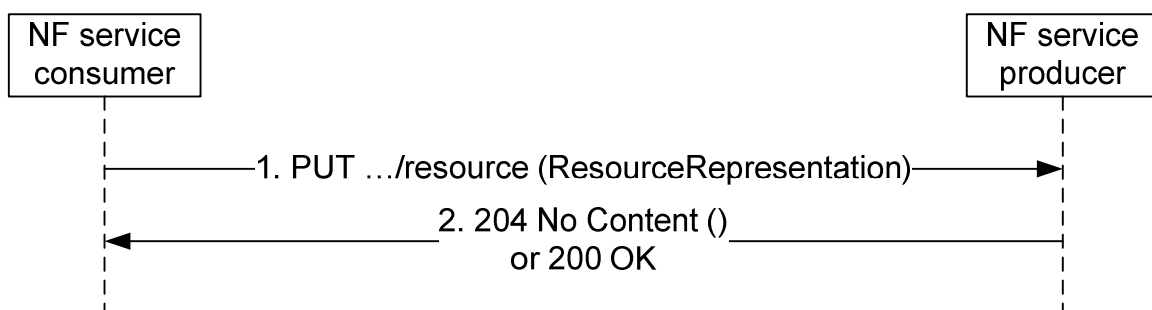 NF service
consumer
NF service
producer
1. PUT …/resource (ResourceRepresentation)
2. 204 No Content ()
or 200 OK